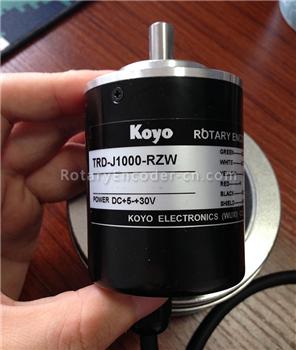 Koyo
ROTARY ENC
TRD-J1000-RZW
GREEN
WHITE
RED
BLACK
SHIELD
POWER DC+5-+30V
KOYO ELECTRONICS (WUXI)
RotaryEncoder-cn.com